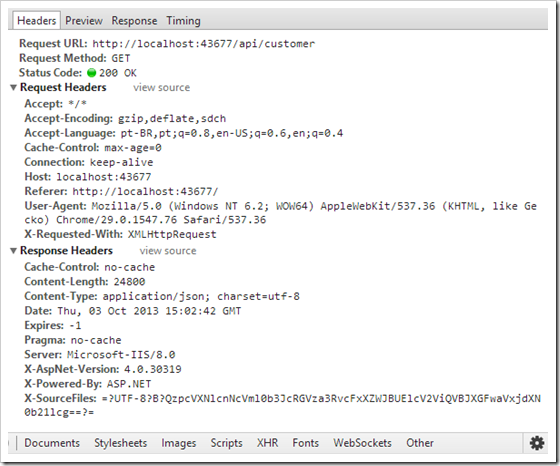 Headers Preview Response Timing
Request URL: http://localhost:43677/api/customer
Request Method: GET
Status Code: 200 OK
Request Headers view source
Accept: */*
Accept-Encoding: gzip,deflate,sdch
Accept-Language: pt-BR,pt;q=0.8,en-US;q=0.6,en;q=0.4
Cache-Control: max-age=0
Connection: keep-alive
Host: localhost:43677
Referer: http://localhost:43677/
User-Agent: Mozilla/5.0 (Windows NT 6.2; WOW64) AppleWebKit/537.36 (KHTML, like Ge
cko) Chrome/29.0.1547.76 Safari/537.36
X-Requested-With: XMLHttpRequest
Response Headers view source
Cache-Control: no-cache
Content-Length: 24800
Content-Type: application/json; charset=utf-8
Date: Thu, 03 Oct 2013 15:02:42 GMT
Expires: -1
Pragma: no-cache
Server: Microsoft-IIS/8.0
X-AspNet-Version: 4.0.30319
X-Powered-By: ASP.NET
X-SourceFiles: =?UTF-8?B?QzpcVXNlcnNcVml0b3JcRGVza3RvcFxXZWJBUElcV2ViQVBJXGFwaVxjdXN
0b21lcg==?=
Documents Stylesheets Images Scripts XHR Fonts WebSockets Other